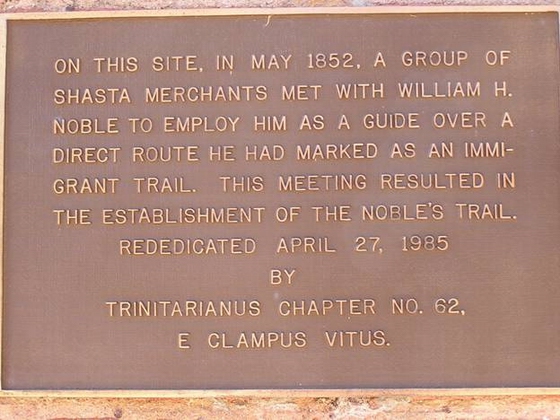 ON THIS SITE, IN MAY 1852, A GROUP OF
SHASTA MERCHANTS MET WITH WILLIAM H.
NOBLE TO EMPLOY HIM AS A GUIDE OVER A
DIRECT ROUTE HE HAD MARKED AS AN IMMI-
GRANT TRAIL. THIS MEETING RESULTED IN
THE ESTABLISHMENT OF THE NOBLE'S TRAIL.
REDEDICATED APRIL 27, 1985
BY
TRINITARIANUS CHAPTER NO. 62,
E CLAMPUS VITUS.